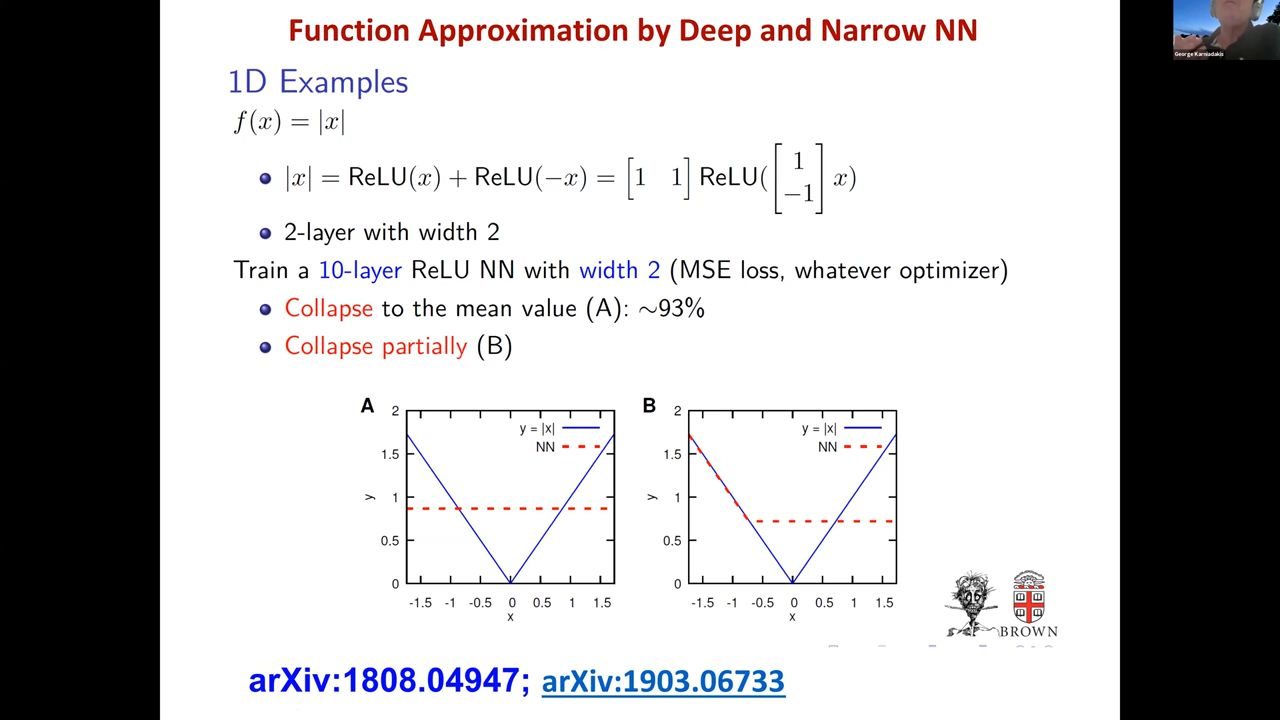 Function Approximation by Deep and Narrow NN
George Karniadakis
1D Examples
f(x) = |x|
|x| = ReLU(x) + ReLU(−x) = [1 1] ReLU([1 −1] x)
2-layer with width 2
Train a 10-layer ReLU NN with width 2 (MSE loss, whatever optimizer)
Collapse to the mean value (A): ∼93%
Collapse partially (B)
A
2
1.5
1
0.5
0
y
y = |x|
NN
-1.5 -1 -0.5 0 0.5 1 1.5
x
B
2
1.5
1
0.5
0
y
y = |x|
NN
-1.5 -1 -0.5 0 0.5 1 1.5
x
BROWN
arXiv:1808.04947; arXiv:1903.06733